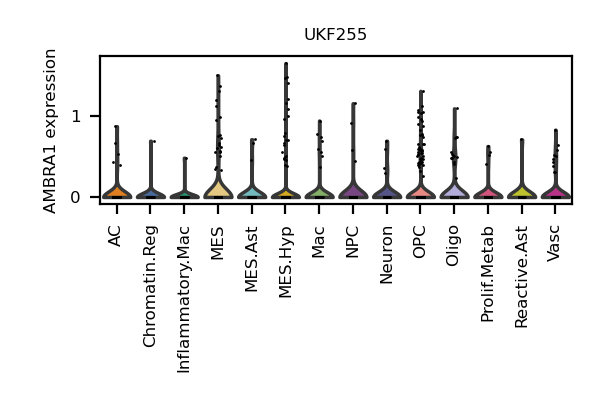 UKF255
AMBRA1 expression
1
0
AC
Chromatin.Reg
Inflammatory.Mac
MES
MES.Ast
MES.Hyp
Mac
NPC
Neuron
OPC
Oligo
Prolif.Metab
Reactive.Ast
Vasc